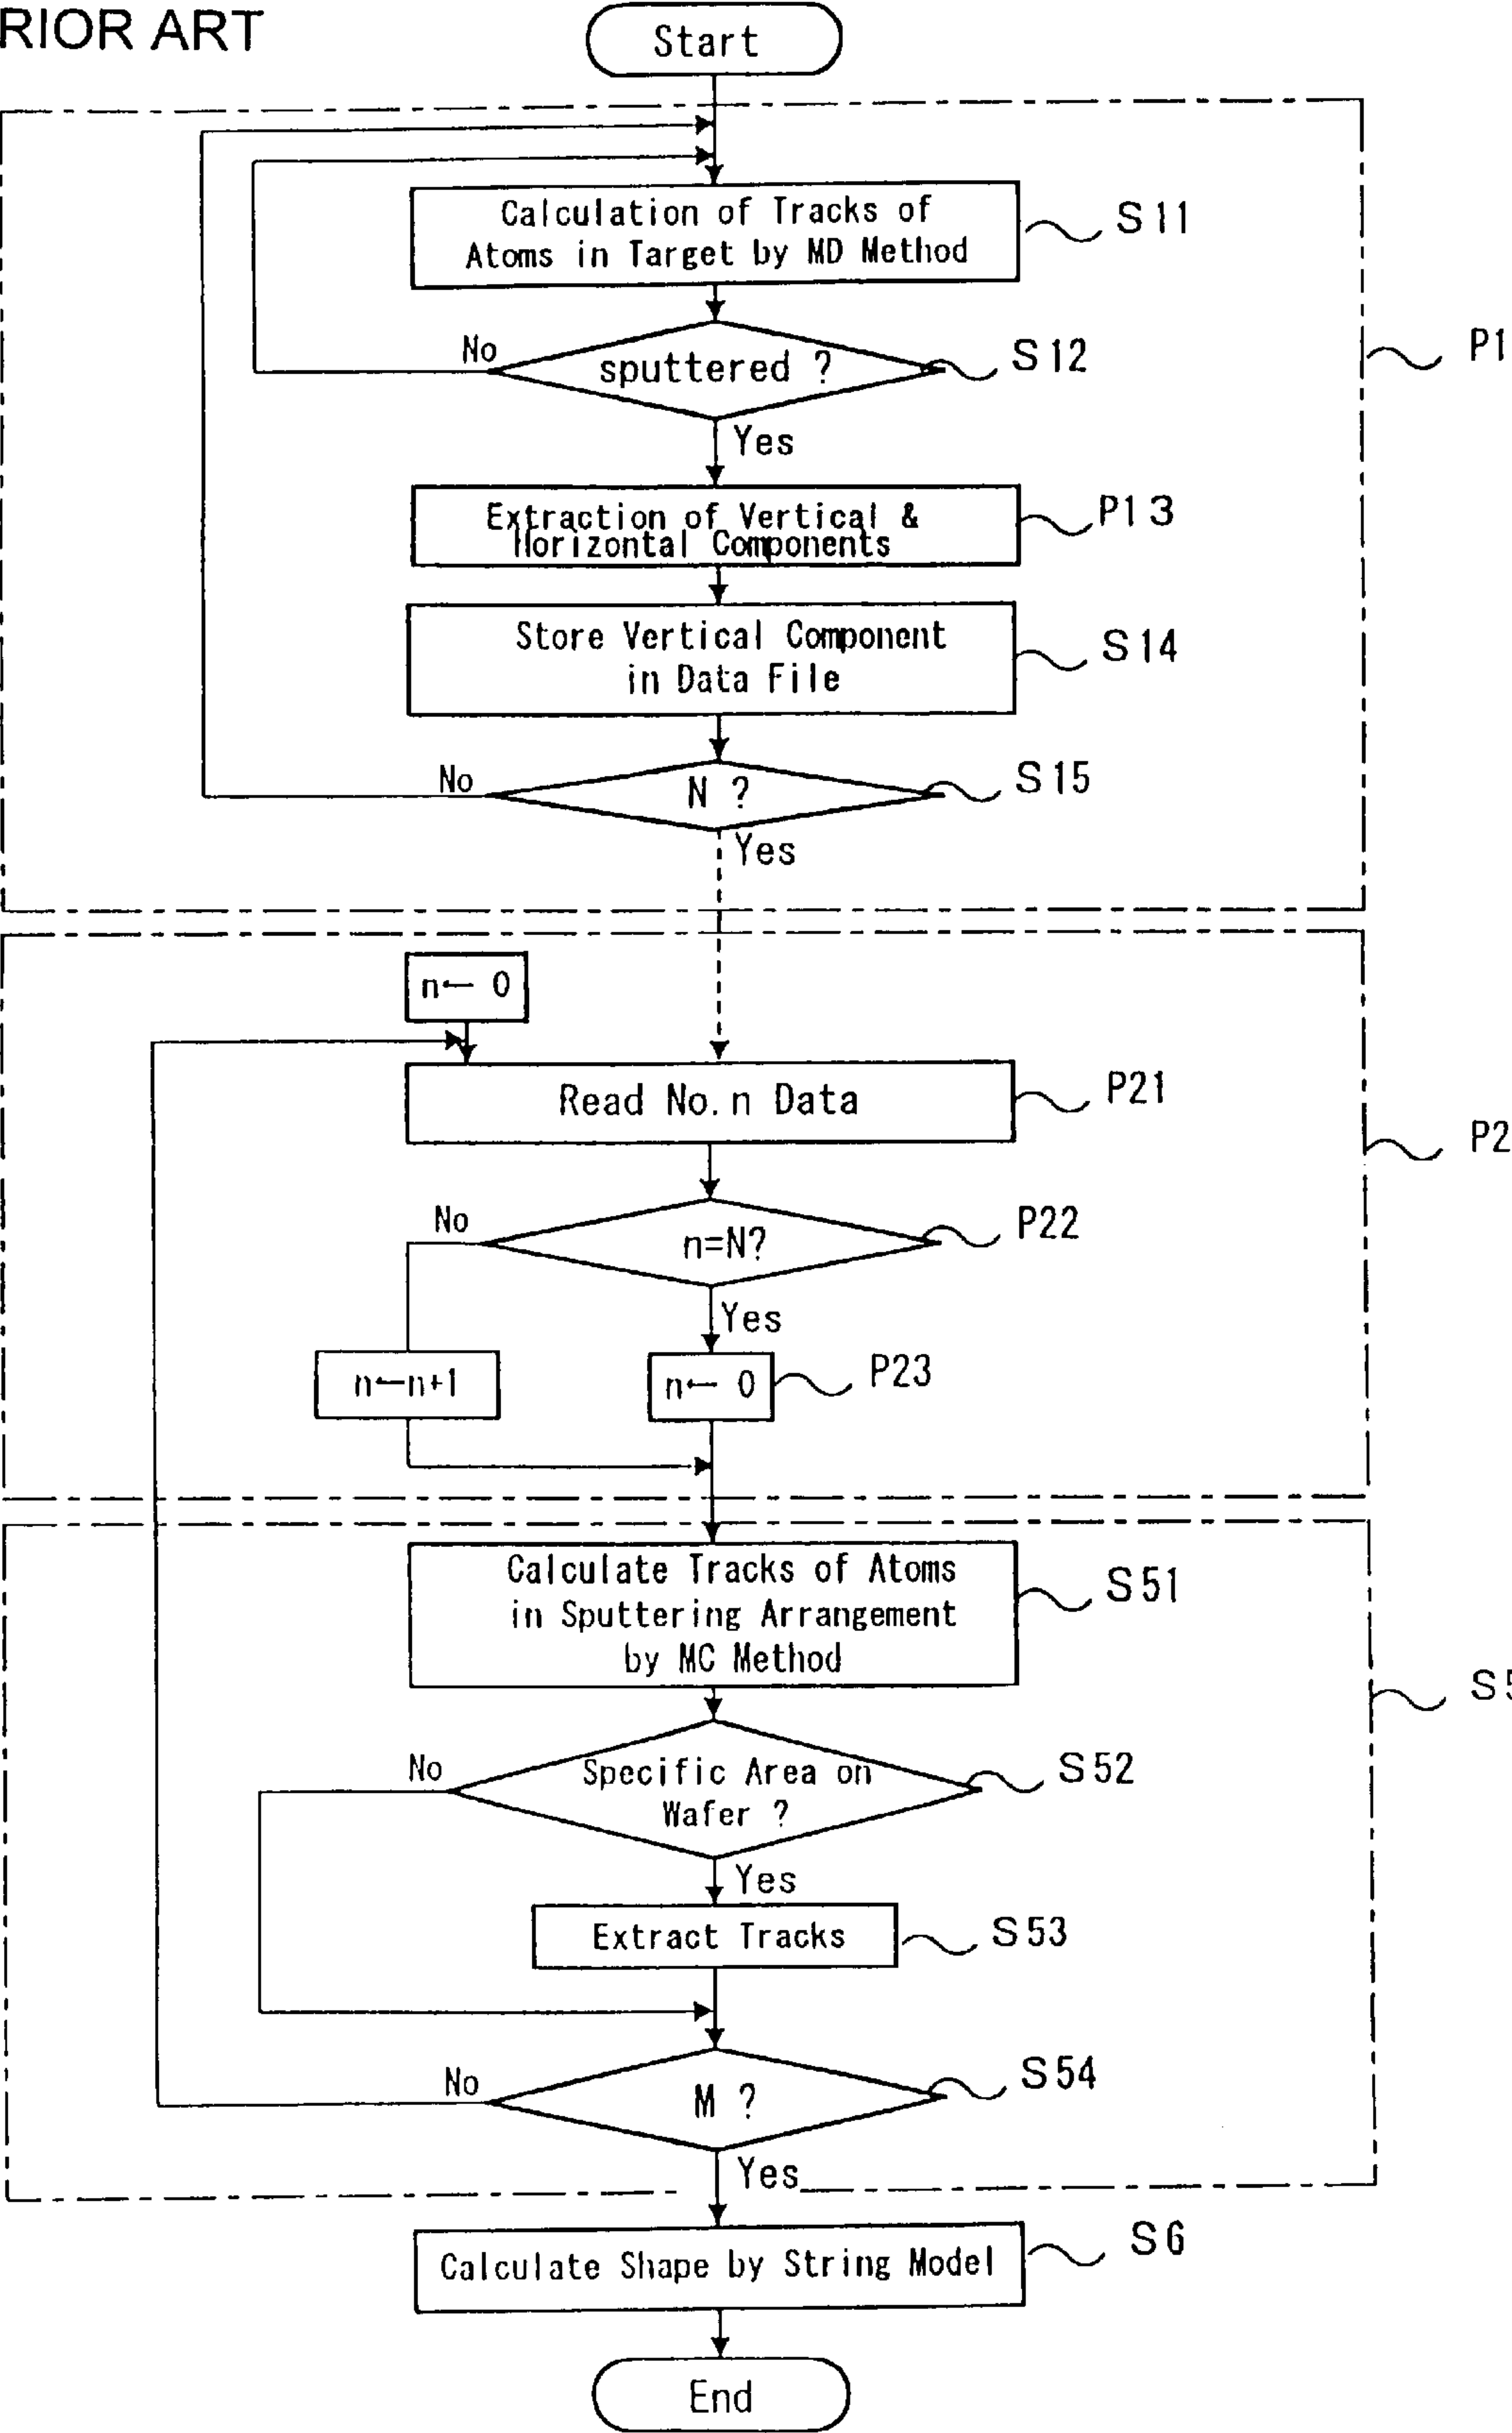 RIOR ART
Start
Calculation of Tracks of
Atoms in Target by MD Method
S11
No
sputtered ?
S12
P1
Yes
Extraction of Vertical &
Horizontal Components
P13
Store Vertical Component
in Data File
S14
No
N ?
S15
Yes
n← 0
Read No. n Data
P21
P2
No
n=N?
P22
Yes
n←n+1
n← 0
P23
Calculate Tracks of Atoms
in Sputtering Arrangement
by MC Method
S51
S5
No
Specific Area on
Wafer ?
S52
Yes
Extract Tracks
S53
No
M ?
S54
Yes
Calculate Shape by String Model
S6
End